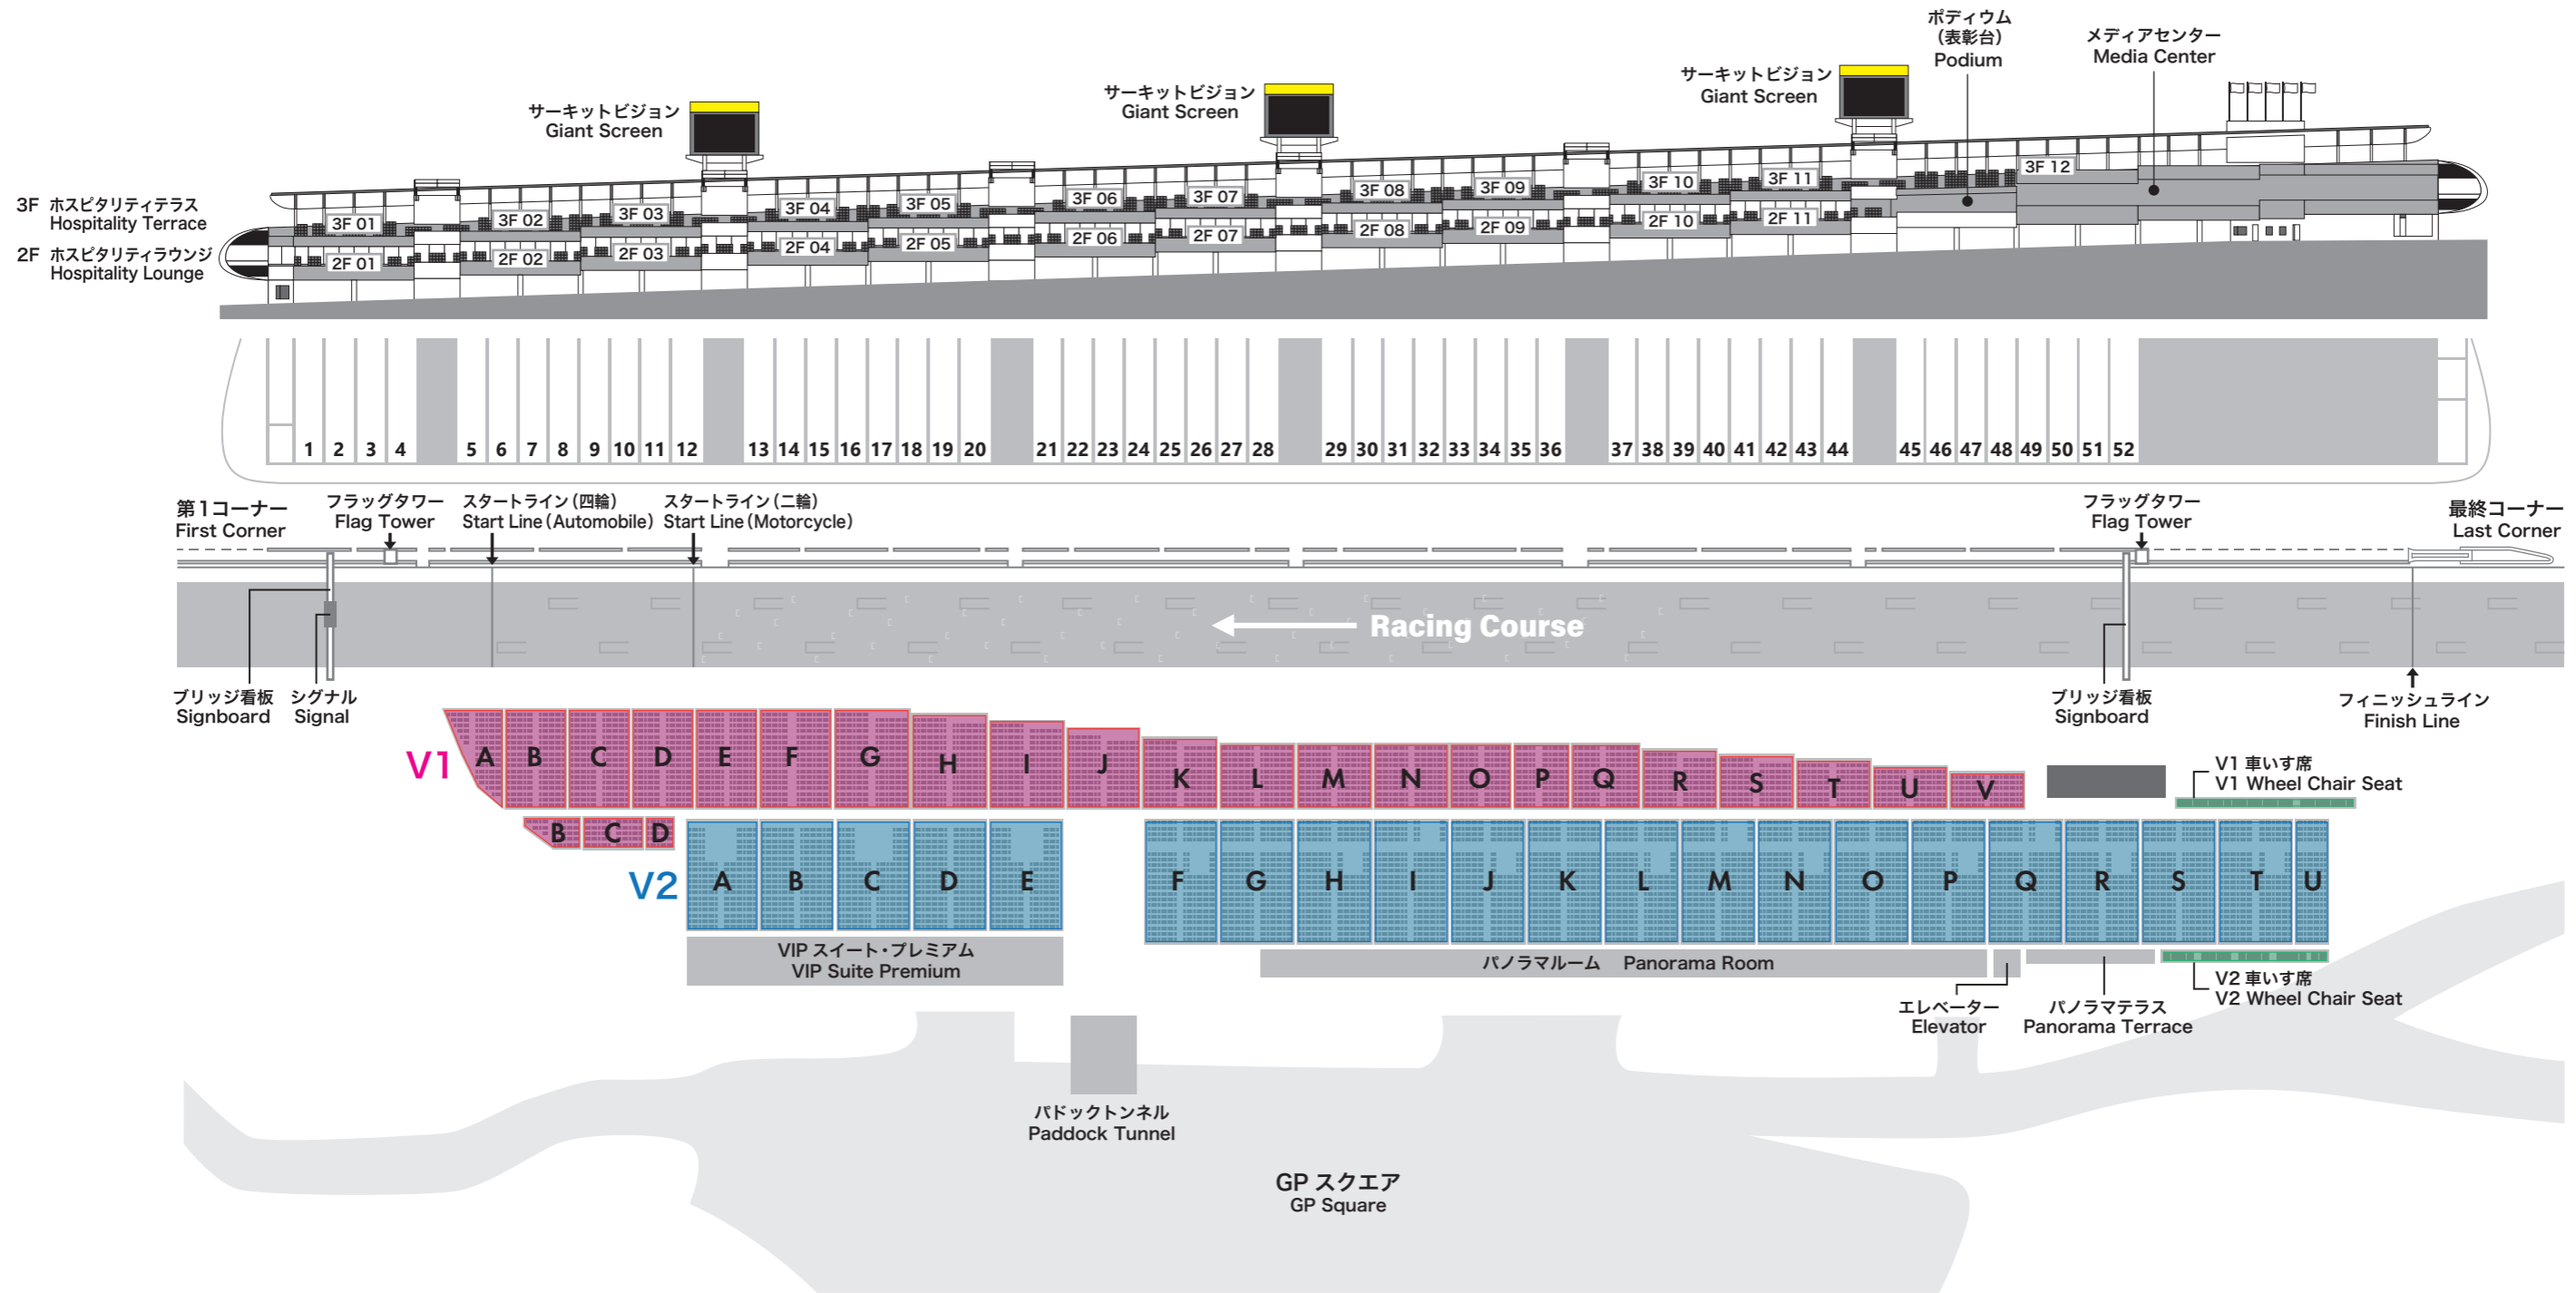 ポディウム
（表彰台）
Podium
メディアセンター
Media Center
サーキットビジョン
Giant Screen
サーキットビジョン
Giant Screen
サーキットビジョン
Giant Screen
3F ホスピタリティテラス
Hospitality Terrace
2F ホスピタリティラウンジ
Hospitality Lounge
3F 01
3F 02
3F 03
3F 04
3F 05
3F 06
3F 07
3F 08
3F 09
3F 10
3F 11
3F 12
2F 01
2F 02
2F 03
2F 04
2F 05
2F 06
2F 07
2F 08
2F 09
2F 10
2F 11
1 2 3 4 5 6 7 8 9 10 11 12 13 14 15 16 17 18 19 20 21 22 23 24 25 26 27 28 29 30 31 32 33 34 35 36 37 38 39 40 41 42 43 44 45 46 47 48 49 50 51 52
第1コーナー
First Corner
フラッグタワー
Flag Tower
スタートライン（四輪）
Start Line（Automobile）
スタートライン（二輪）
Start Line（Motorcycle）
フラッグタワー
Flag Tower
最終コーナー
Last Corner
Racing Course
ブリッジ看板
Signboard
シグナル
Signal
ブリッジ看板
Signboard
フィニッシュライン
Finish Line
V1
A B C D E F G H I J K L M N O P Q R S T U V
B C D
V1 車いす席
V1 Wheel Chair Seat
V2
A B C D E F G H I J K L M N O P Q R S T U
VIP スイート・プレミアム
VIP Suite Premium
パノラマルーム Panorama Room
エレベーター
Elevator
パノラマテラス
Panorama Terrace
V2 車いす席
V2 Wheel Chair Seat
パドックトンネル
Paddock Tunnel
GP スクエア
GP Square